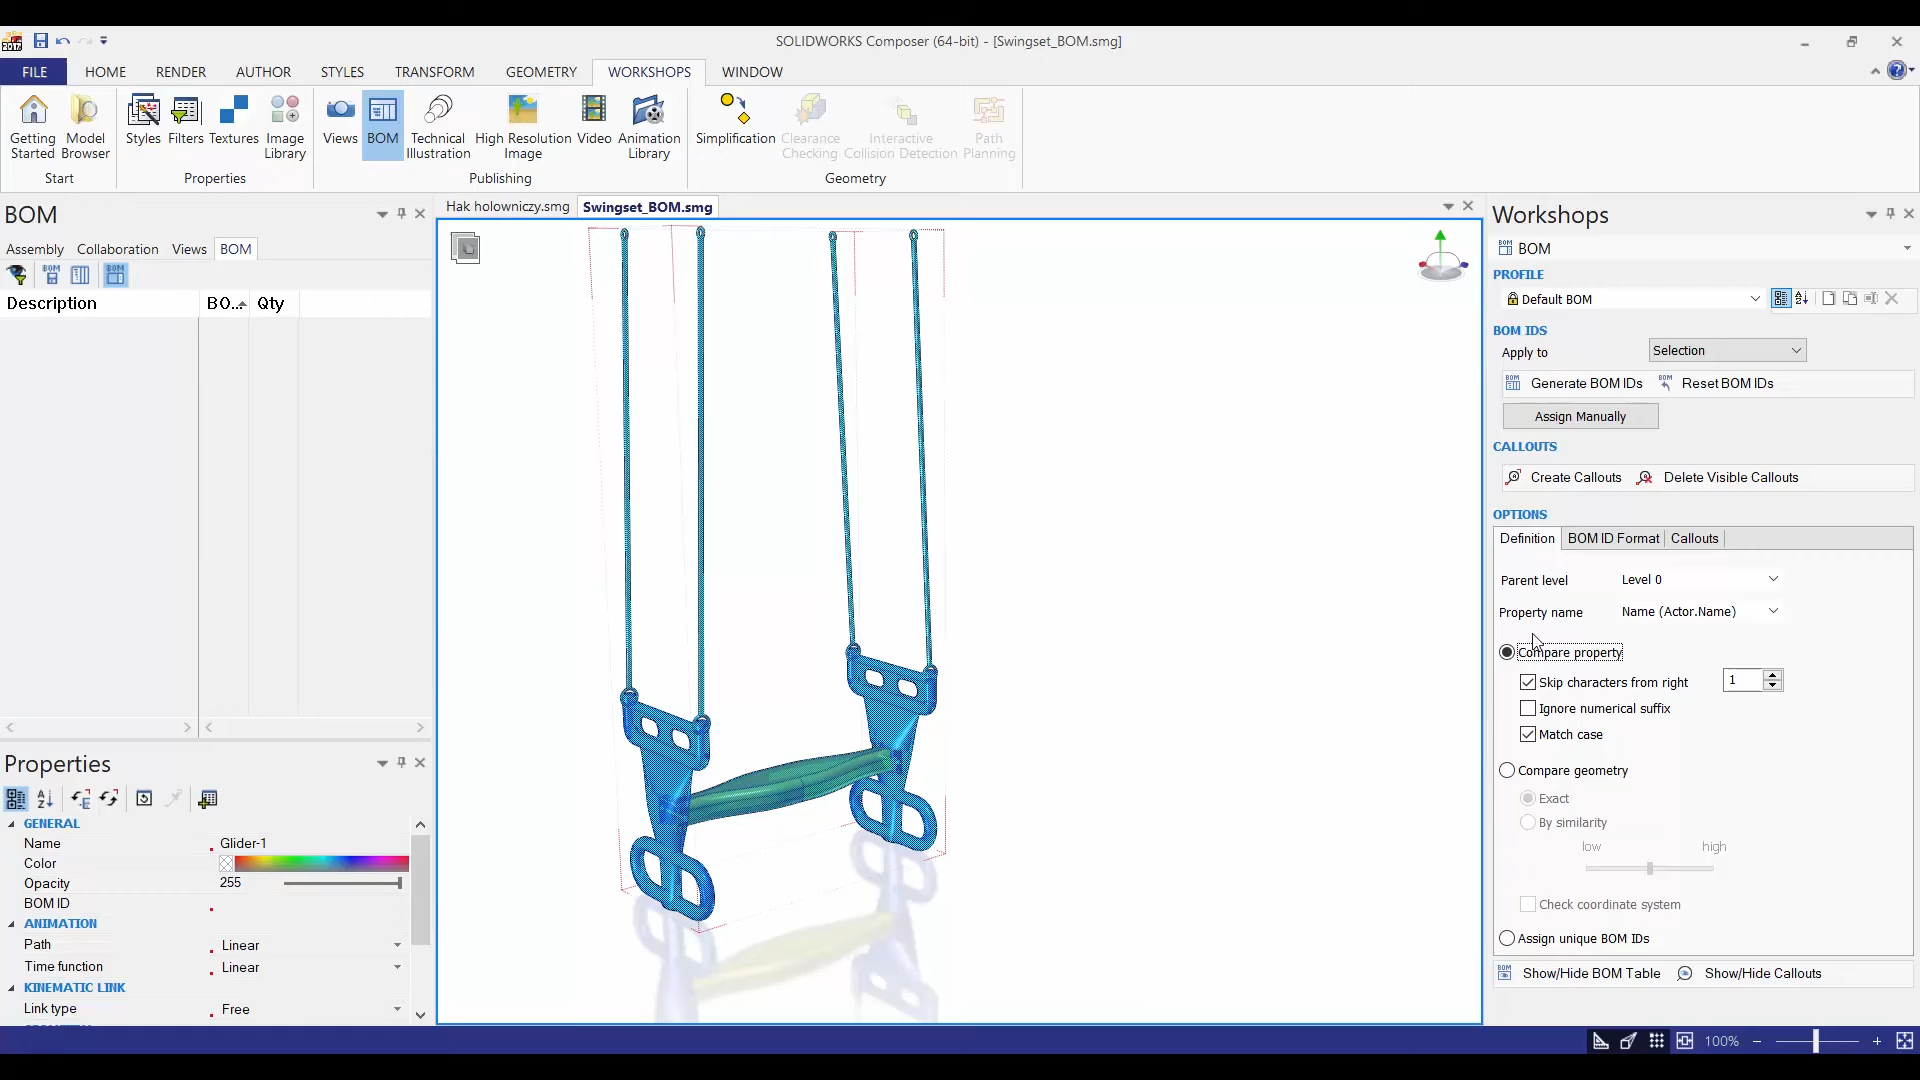 SOLIDWORKS Composer (64-bit) - [Swingset_BOM.smg]
FILE HOME RENDER AUTHOR STYLES TRANSFORM GEOMETRY WORKSHOPS WINDOW
Getting Started
Model Browser
Styles
Filters
Textures
Image Library
Views
BOM
Technical Illustration
High Resolution Image
Video
Animation Library
Simplification
Clearance Checking
Interactive Collision Detection
Path Planning
Start
Properties
Publishing
Geometry
BOM
Assembly Collaboration Views BOM
BOM BOM
Description BO... Qty
Hak holowniczy.smg Swingset_BOM.smg
Properties
GENERAL
Name Glider-1
Color
Opacity 255
BOM ID
ANIMATION
Path Linear
Time function Linear
KINEMATIC LINK
Link type Free
Workshops
BOM BOM
PROFILE
Default BOM
BOM IDS
Apply to Selection
BOM Generate BOM IDs BOM Reset BOM IDs
Assign Manually
CALLOUTS
Create Callouts Delete Visible Callouts
OPTIONS
Definition BOM ID Format Callouts
Parent level Level 0
Property name Name (Actor.Name)
Compare property
Skip characters from right 1
Ignore numerical suffix
Match case
Compare geometry
Exact
By similarity
low high
Check coordinate system
Assign unique BOM IDs
BOM Show/Hide BOM Table Show/Hide Callouts
100%